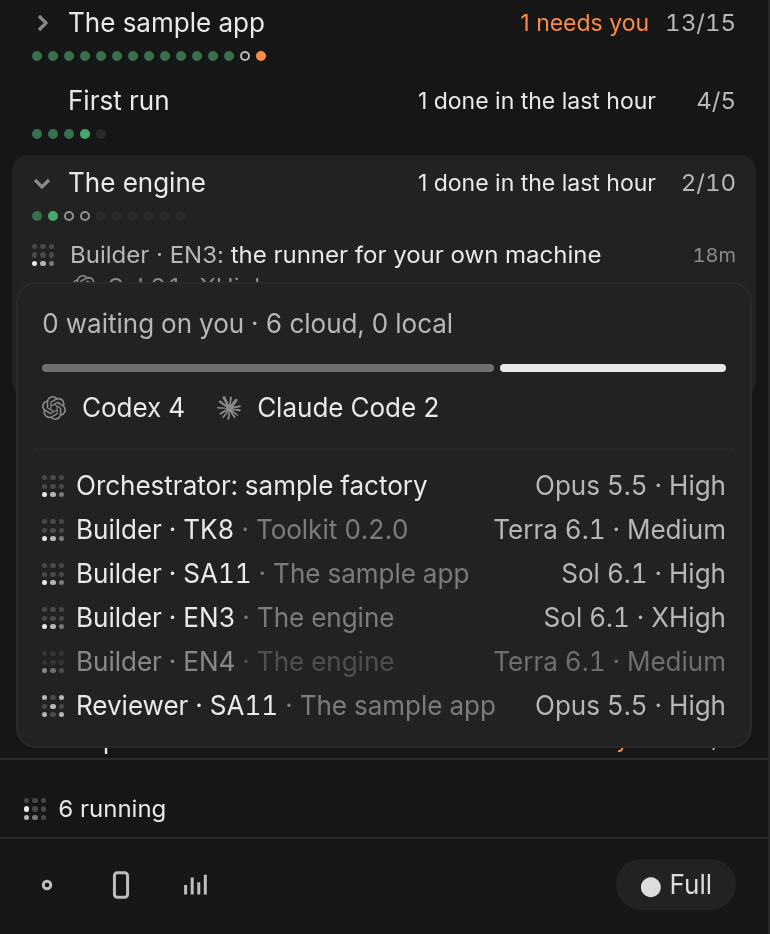 The sample app 1 needs you 13/15
First run 1 done in the last hour 4/5
The engine 1 done in the last hour 2/10
Builder · EN3: the runner for your own machine 18m
0 waiting on you · 6 cloud, 0 local
Codex 4 Claude Code 2
Orchestrator: sample factory Opus 5.5 · High
Builder · TK8 · Toolkit 0.2.0 Terra 6.1 · Medium
Builder · SA11 · The sample app Sol 6.1 · High
Builder · EN3 · The engine Sol 6.1 · XHigh
Builder · EN4 · The engine Terra 6.1 · Medium
Reviewer · SA11 · The sample app Opus 5.5 · High
6 running
Full